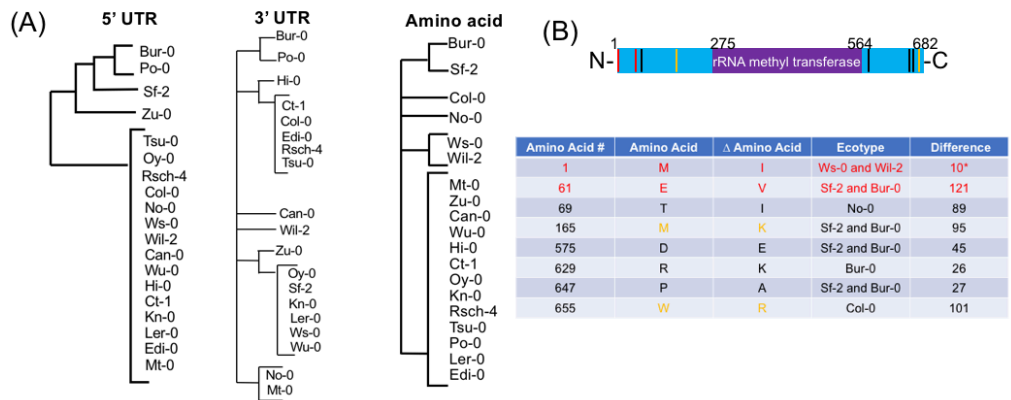 (A)
5' UTR
Bur-0
Po-0
Sf-2
Zu-0
Tsu-0
Oy-0
Rsch-4
Col-0
No-0
Ws-0
Wil-2
Can-0
Wu-0
Hi-0
Ct-1
Kn-0
Ler-0
Edi-0
Mt-0
3' UTR
Bur-0
Po-0
Hi-0
Ct-1
Col-0
Edi-0
Rsch-4
Tsu-0
Can-0
Wil-2
Zu-0
Oy-0
Sf-2
Kn-0
Ler-0
Ws-0
Wu-0
No-0
Mt-0
Amino acid
Bur-0
Sf-2
Col-0
No-0
Ws-0
Wil-2
Mt-0
Zu-0
Can-0
Wu-0
Hi-0
Ct-1
Oy-0
Kn-0
Rsch-4
Tsu-0
Po-0
Ler-0
Edi-0
(B)
1 275 564 682
N- rRNA methyl transferase -C
Amino Acid # Amino Acid Δ Amino Acid Ecotype Difference
1 M I Ws-0 and Wil-2 10*
61 E V Sf-2 and Bur-0 121
69 T I No-0 89
165 M K Sf-2 and Bur-0 95
575 D E Sf-2 and Bur-0 45
629 R K Bur-0 26
647 P A Sf-2 and Bur-0 27
655 W R Col-0 101